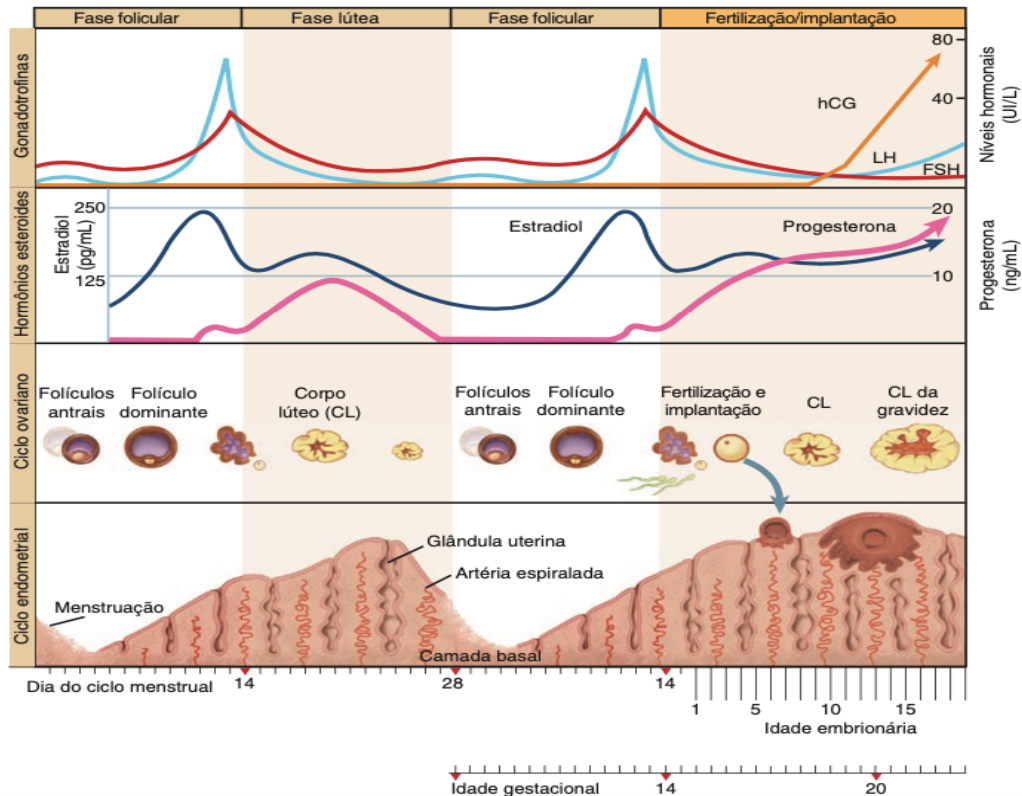 Fase folicular
Fase lútea
Fase folicular
Fertilização/implantação
Gonadotrofinas
80
40
hCG
LH
FSH
Níveis hormonais
(UI/L)
Hormônios esteroides
Estradiol
(pg/mL)
250
125
Estradiol
Progesterona
20
10
Progesterona
(ng/mL)
Ciclo ovariano
Folículos
antrais
Folículo
dominante
Corpo
lúteo (CL)
Folículos
antrais
Folículo
dominante
Fertilização e
implantação
CL
CL da
gravidez
Ciclo endometrial
Glândula uterina
Artéria espiralada
Menstruação
Camada basal
Dia do ciclo menstrual
14
28
14
1
5
10
15
Idade embrionária
Idade gestacional
14
20